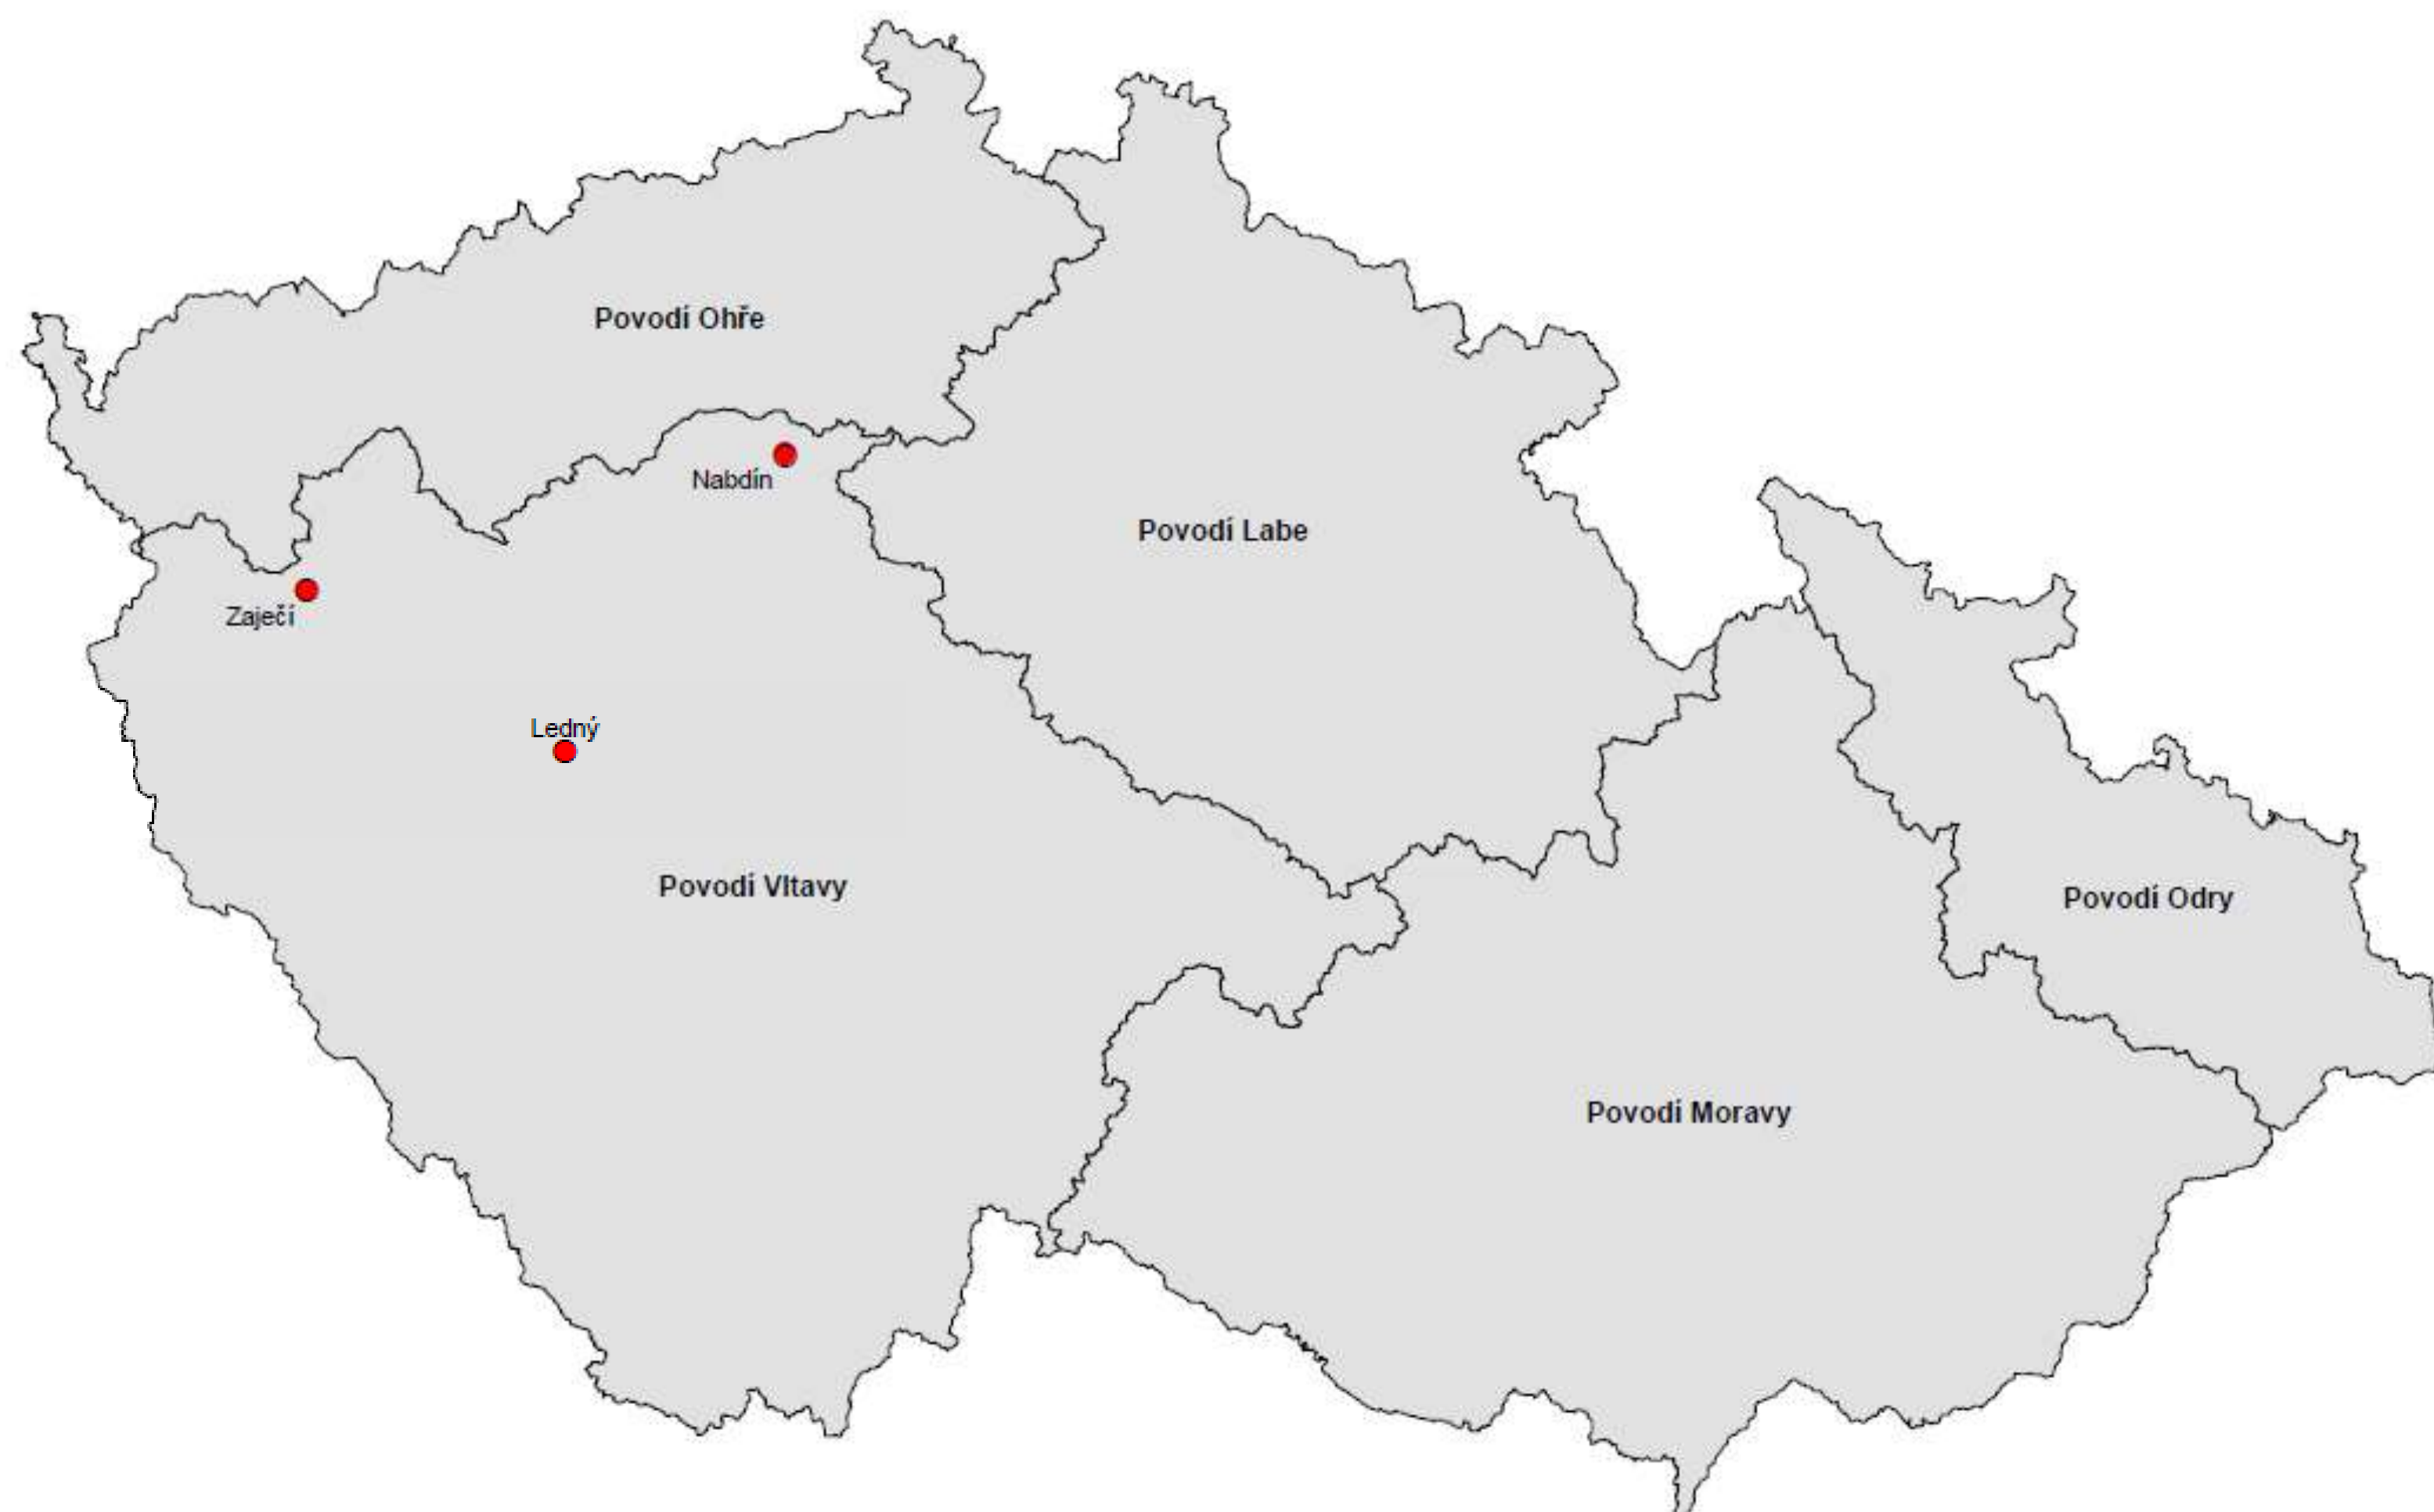 Povodí Ohře
Nabdín
Povodí Labe
Zaječí
Ledný
Povodí Vltavy
Povodí Odry
Povodí Moravy